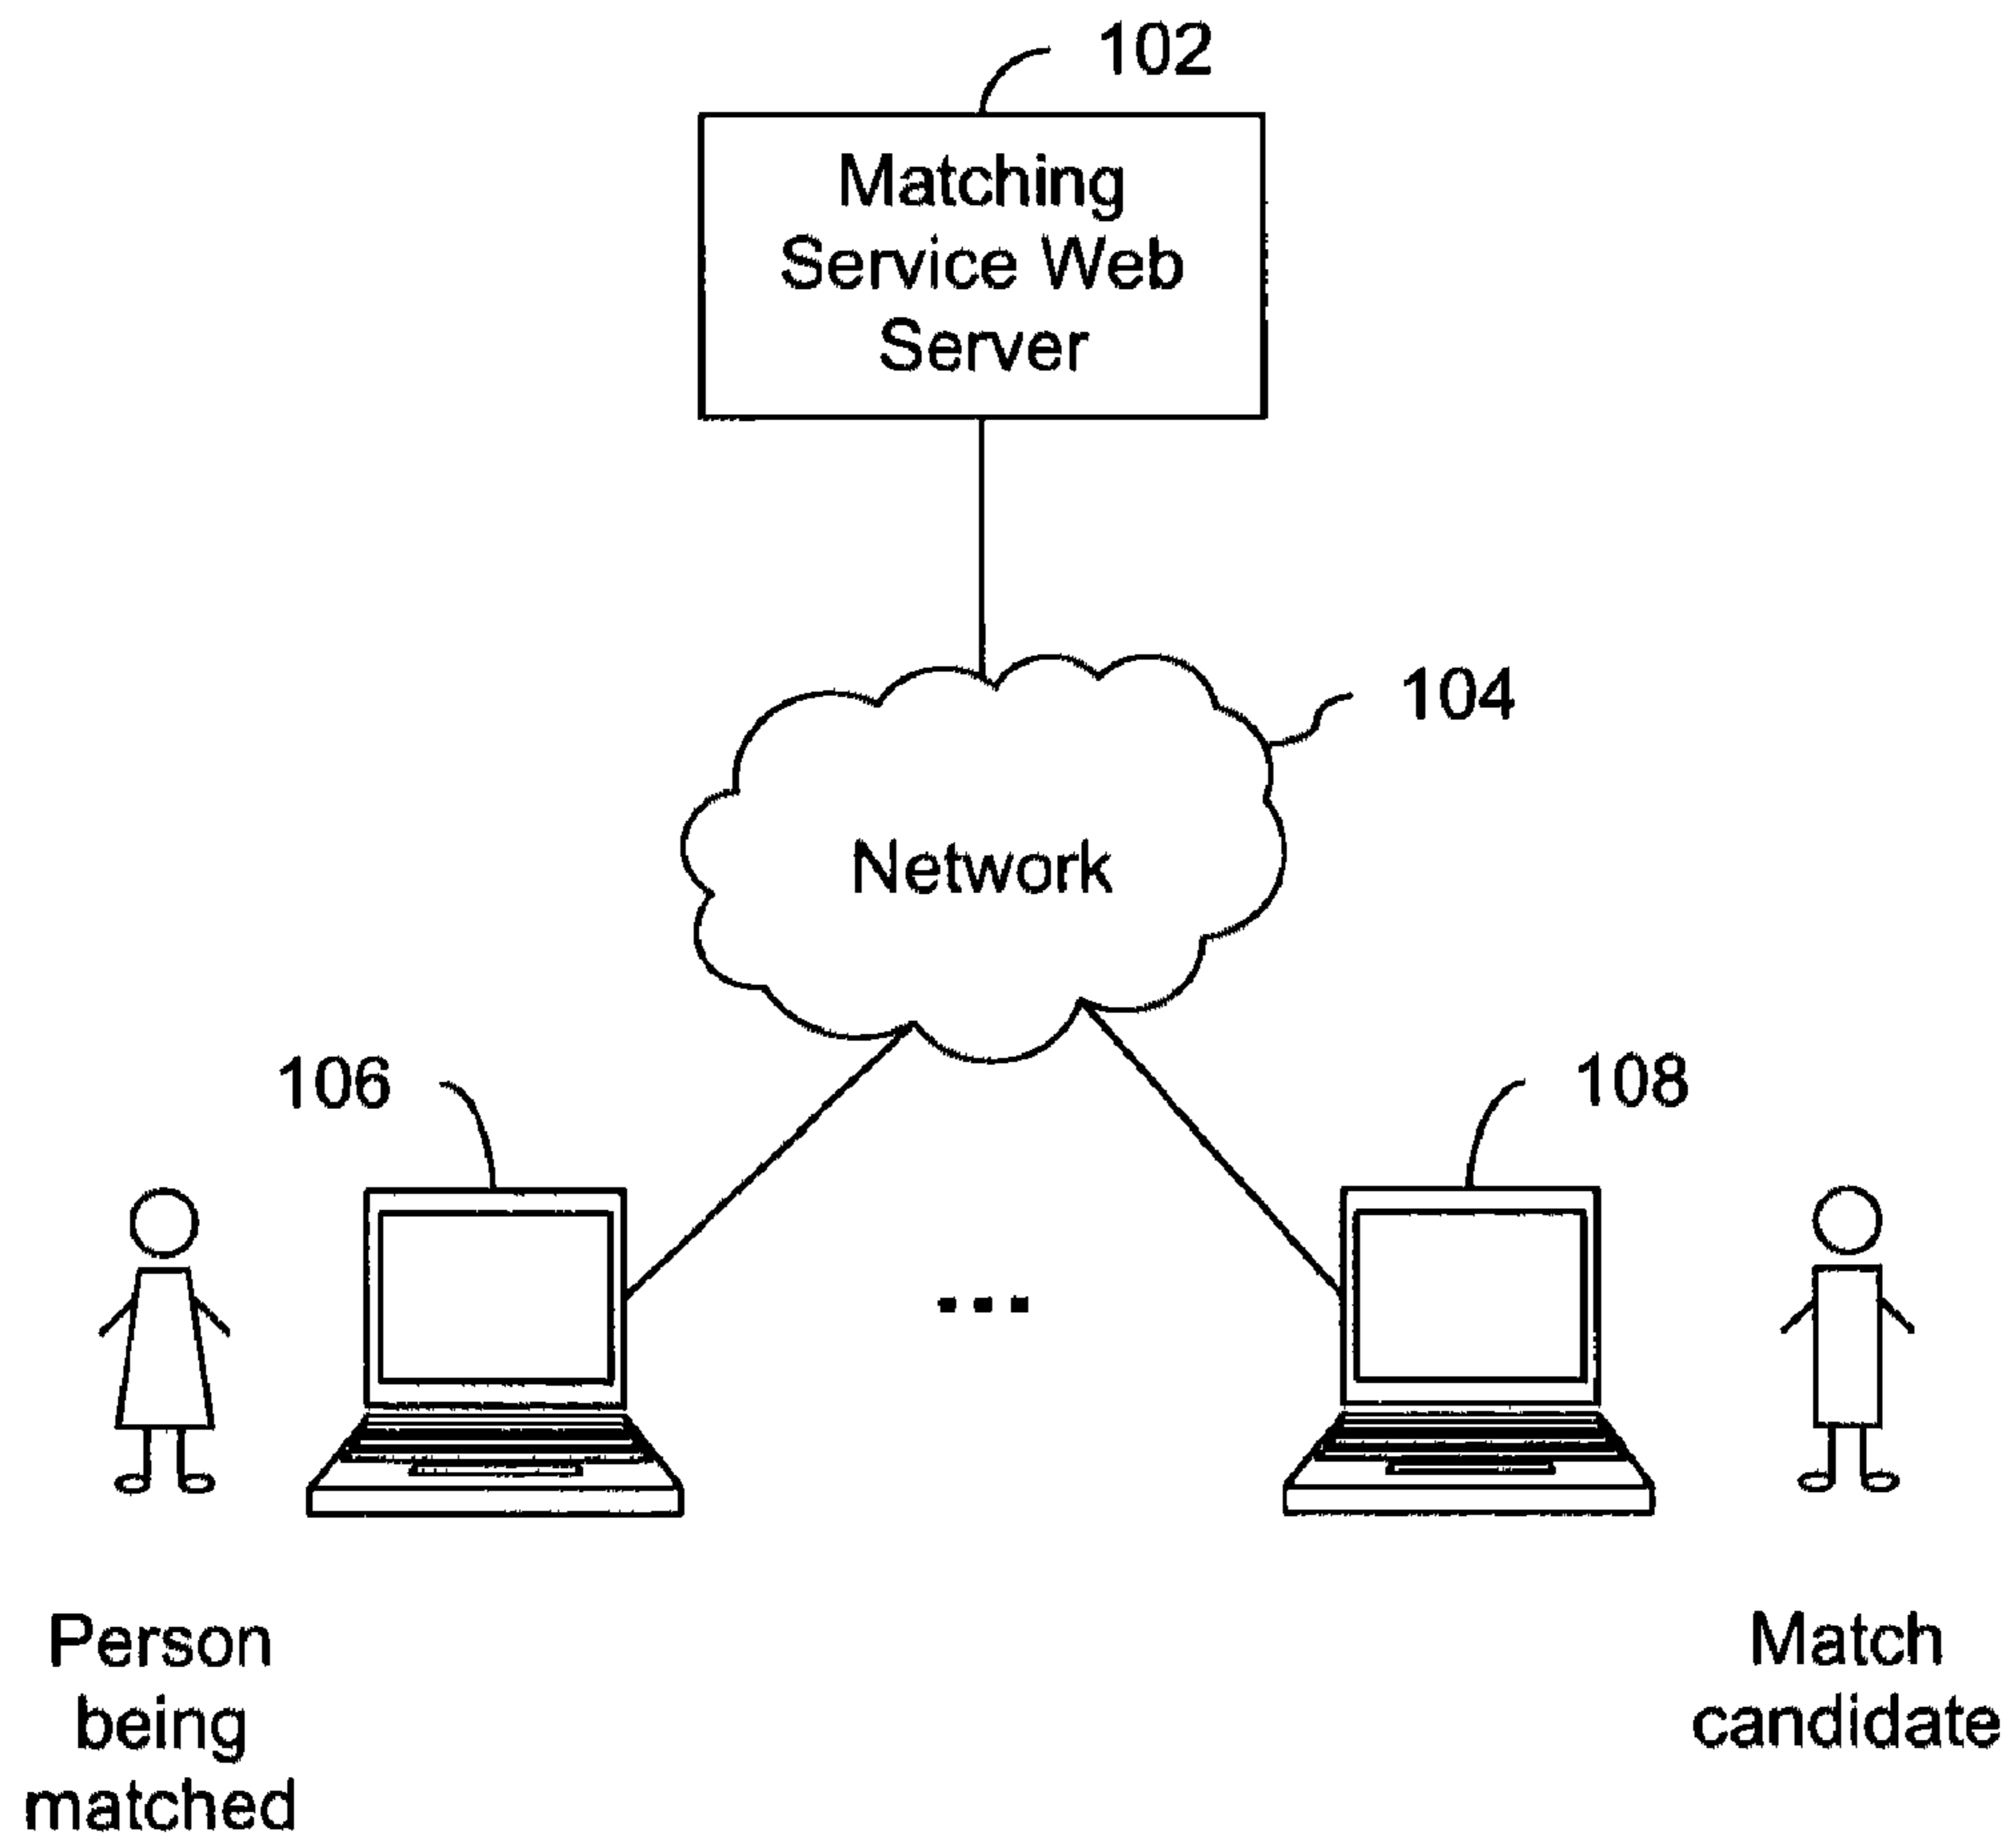 102
Matching
Service Web
Server
104
Network
106
108
...
Person
being
matched
Match
candidate